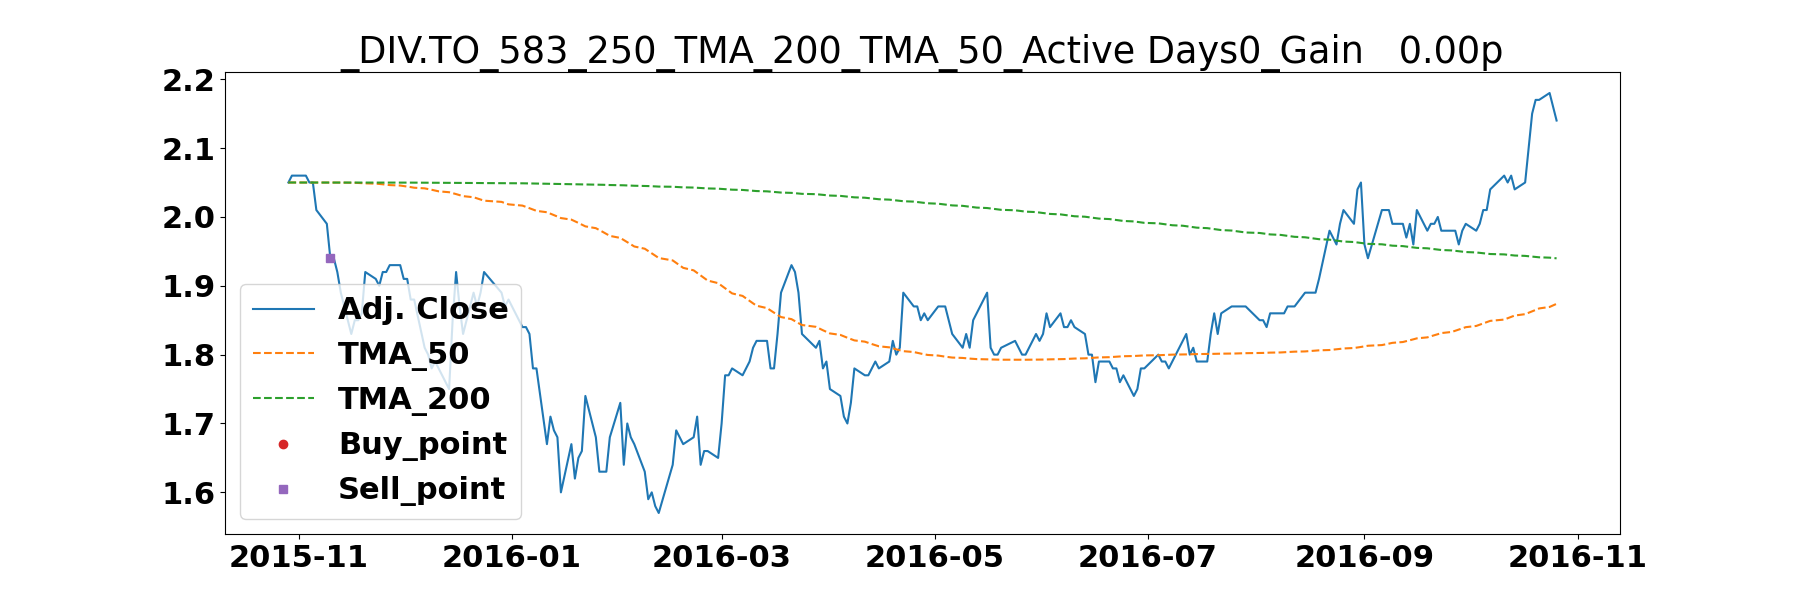 _DIV.TO_583_250_TMA_200_TMA_50_Active Days0_Gain   0.00p
2.2
2.1
2.0
1.9
1.8
1.7
1.6
Adj. Close
TMA_50
TMA_200
Buy_point
Sell_point
2015-11 2016-01 2016-03 2016-05 2016-07 2016-09 2016-11